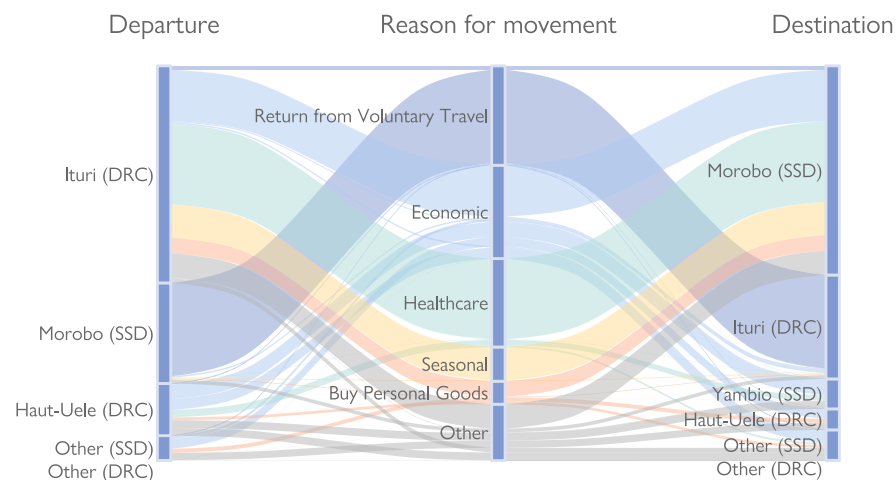 Departure
Reason for movement
Destination
Ituri (DRC)
Morobo (SSD)
Haut-Uele (DRC)
Other (SSD)
Other (DRC)
Return from Voluntary Travel
Economic
Healthcare
Seasonal
Buy Personal Goods
Other
Morobo (SSD)
Ituri (DRC)
Yambio (SSD)
Haut-Uele (DRC)
Other (SSD)
Other (DRC)